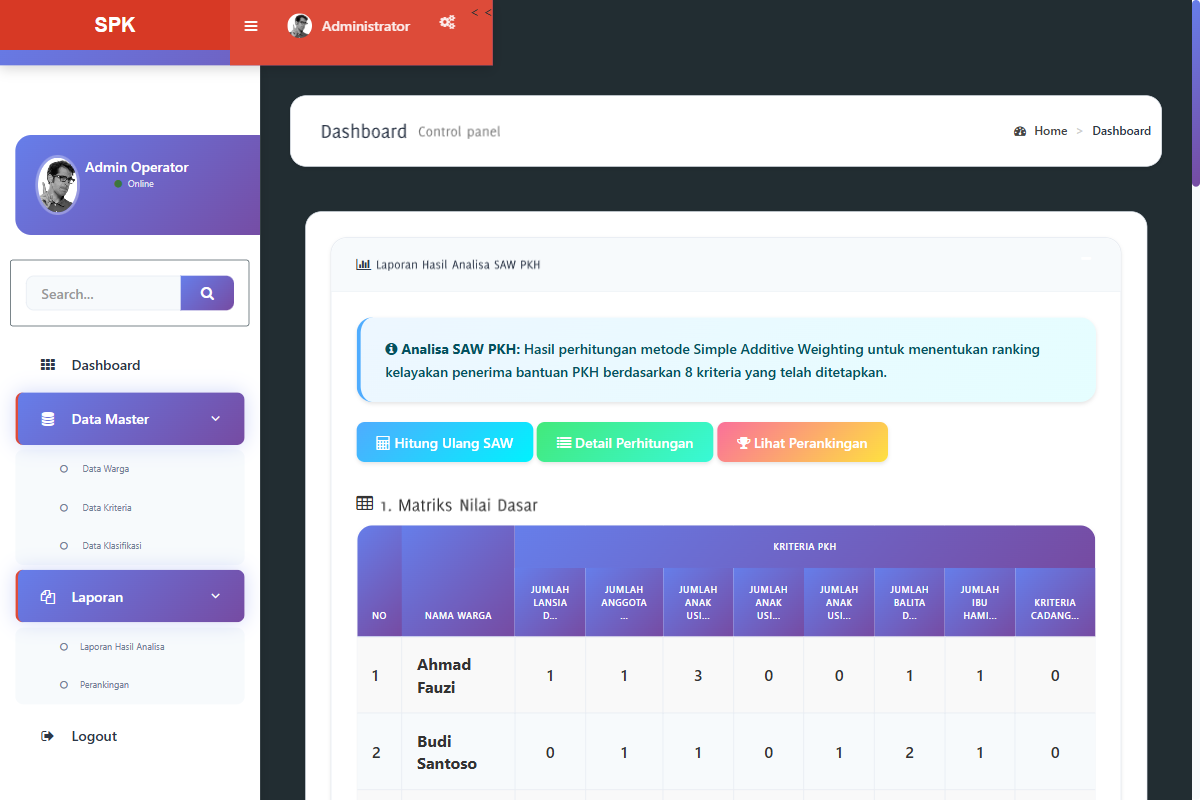 SPK
Administrator
< <
Dashboard Control panel
Home > Dashboard
Admin Operator
Online
Search...
Dashboard
Data Master
Data Warga
Data Kriteria
Data Klasifikasi
Laporan
Laporan Hasil Analisa
Perankingan
Logout
Laporan Hasil Analisa SAW PKH
Analisa SAW PKH: Hasil perhitungan metode Simple Additive Weighting untuk menentukan ranking
kelayakan penerima bantuan PKH berdasarkan 8 kriteria yang telah ditetapkan.
Hitung Ulang SAW Detail Perhitungan Lihat Perankingan
1. Matriks Nilai Dasar
KRITERIA PKH
JUMLAH JUMLAH JUMLAH JUMLAH JUMLAH JUMLAH JUMLAH
LANSIA ANGGOTA ANAK ANAK ANAK BALITA IBU KRITERIA
NO NAMA WARGA D... ... USI... USI... USI... D... HAMI... CADANG...
Ahmad
1 1 1 3 0 0 1 1 0
Fauzi
Budi
2 0 1 1 0 1 2 1 0
Santoso